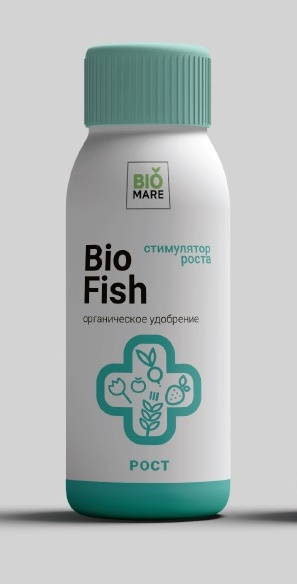 BIO
MARE
Bio
Fish
стимулятор
роста
органическое удобрение
РОСТ